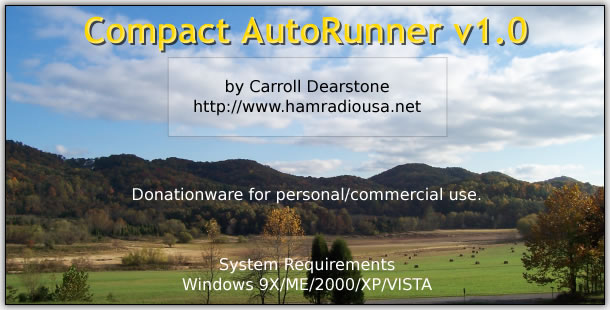 Compact AutoRunner v1.0
by Carroll Dearstone
http://www.hamradiousa.net
Donationware for personal/commercial use.
System Requirements
Windows 9X/ME/2000/XP/VISTA